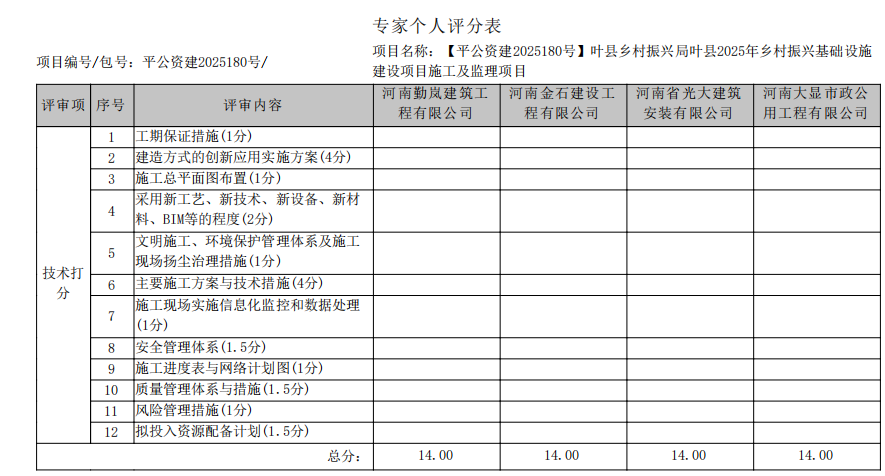 专家个人评分表
项目编号/包号: 平公资建2025180号/
项目名称: 【平公资建2025180号】叶县乡村振兴局叶县2025年乡村振兴基础设施
建设项目施工及监理项目
评审项 序号 评审内容 河南勤岚建筑工程有限公司 河南金石建设工程有限公司 河南省光大建筑安装有限公司 河南大显市政公用工程有限公司
技术打分
1 工期保证措施(1分)
2 建造方式的创新应用实施方案(4分)
3 施工总平面图布置(1分)
4 采用新工艺、新技术、新设备、新材
料、BIM等的程度(2分)
5 文明施工、环境保护管理体系及施工
现场扬尘治理措施(1分)
6 主要施工方案与技术措施(4分)
7 施工现场实施信息化监控和数据处理
(1分)
8 安全管理体系(1.5分)
9 施工进度表与网络计划图(1分)
10 质量管理体系与措施(1.5分)
11 风险管理措施(1分)
12 拟投入资源配备计划(1.5分)
总分: 14.00 14.00 14.00 14.00